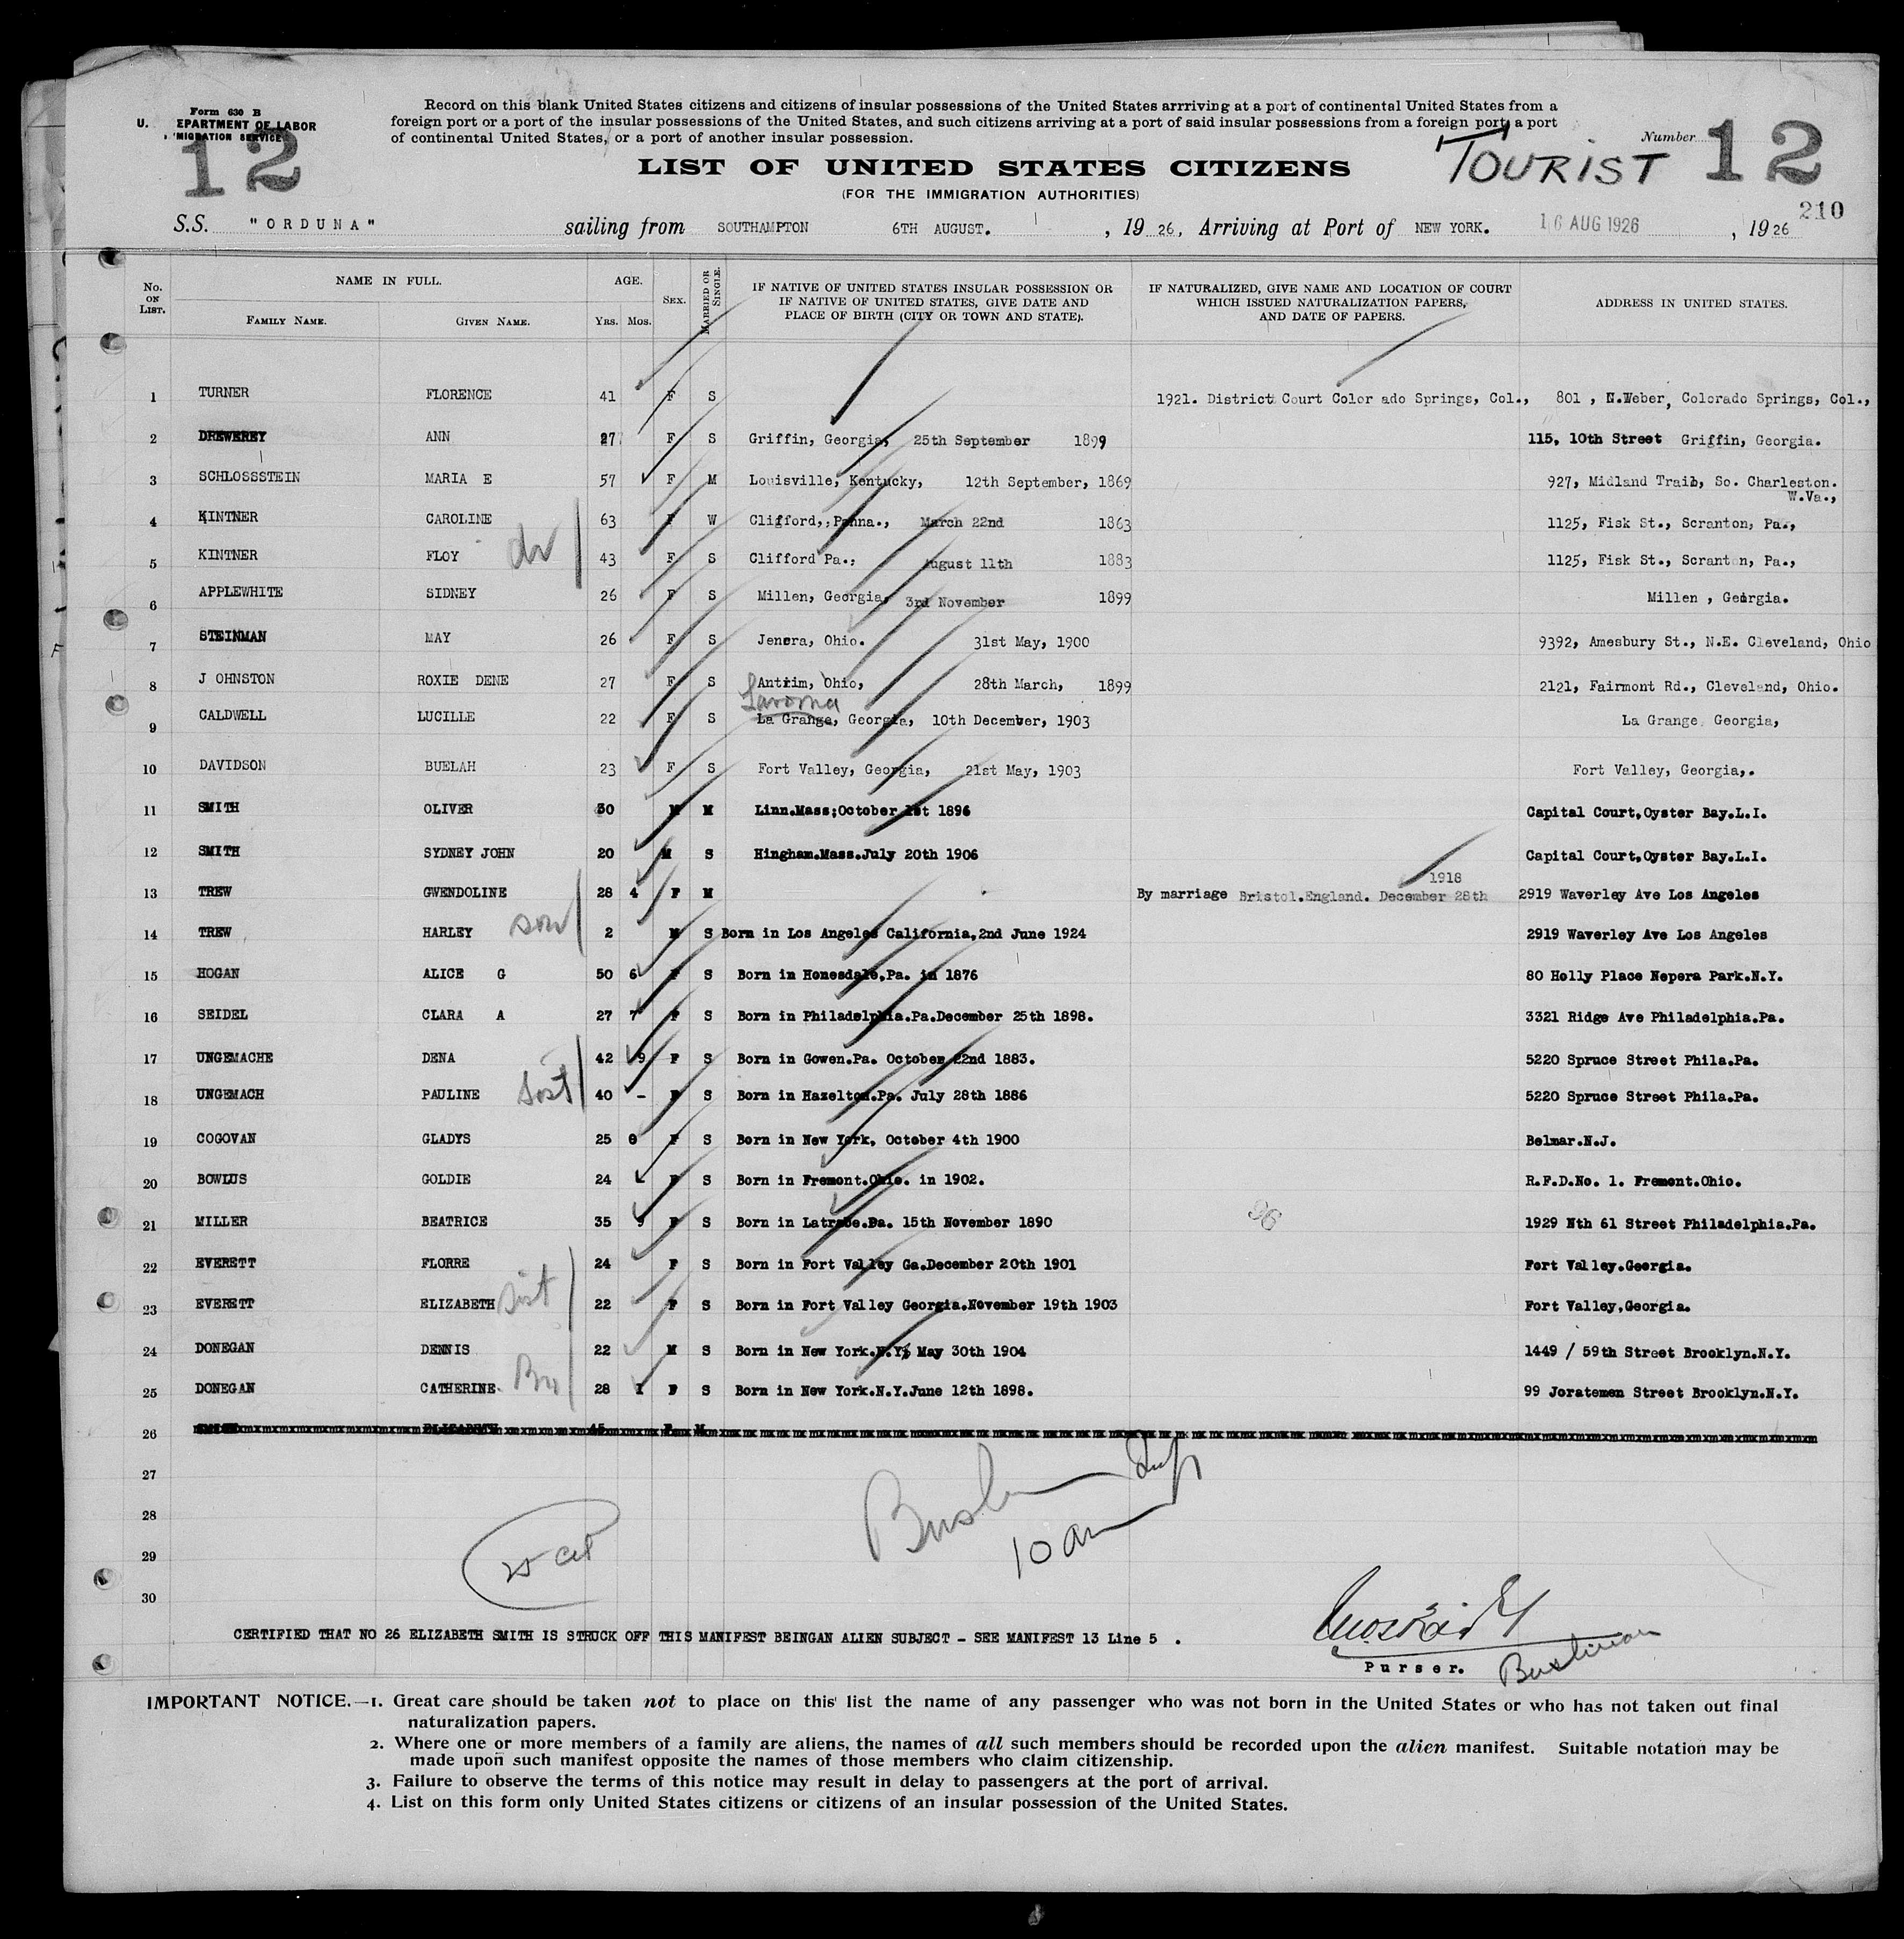 Form 630 B
U. EPARTMENT OF LABOR
IMMIGRATION SERVICE
12
Record on this blank United States citizens and citizens of insular possessions of the United States arrriving at a port of continental United States from a
foreign port or a port of the insular possessions of the United States, and such citizens arriving at a port of said insular possessions from a foreign port, a port
of continental United States, or a port of another insular possession.
TOURIST
Number 12
LIST OF UNITED STATES CITIZENS
(FOR THE IMMIGRATION AUTHORITIES)
210
S.S. "ORDUNA" sailing from SOUTHAMPTON 6TH AUGUST. , 19 26, Arriving at Port of NEW YORK. 16 AUG 1926 , 19 26
No. ON LIST. NAME IN FULL. FAMILY NAME. GIVEN NAME. AGE. YRS. MOS. SEX. MARRIED OR SINGLE. IF NATIVE OF UNITED STATES INSULAR POSSESSION OR IF NATIVE OF UNITED STATES, GIVE DATE AND PLACE OF BIRTH (CITY OR TOWN AND STATE). IF NATURALIZED, GIVE NAME AND LOCATION OF COURT WHICH ISSUED NATURALIZATION PAPERS, AND DATE OF PAPERS. ADDRESS IN UNITED STATES.
1 TURNER FLORENCE 41 F S 1921. District Court Color ado Springs, Col., 801 , N.Weber, Colorado Springs, Col.,
2 DREWEREY ANN 27 F S Griffin, Georgia, 25th September 1899 115, 10th Street Griffin, Georgia.
3 SCHLOSSSTEIN MARIA E 57 F M Louisville, Kentucky, 12th September, 1869 927, Midland Trail, So. Charleston. W.Va.,
4 KINTNER CAROLINE 63 F W Clifford, Penna., March 22nd 1863 1125, Fisk St., Scranton, Pa.,
5 KINTNER FLOY 43 F S Clifford Pa., August 11th 1883 1125, Fisk St., Scranton, Pa.,
6 APPLEWHITE SIDNEY 26 F S Millen, Georgia, 3rd November 1899 Millen , Georgia.
7 STEINMAN MAY 26 F S Jenera, Ohio. 31st May, 1900 9392, Amesbury St., N.E. Cleveland, Ohio
8 J OHNSTON ROXIE DENE 27 F S Antrim, Ohio, 28th March, 1899 2121, Fairmont Rd., Cleveland, Ohio.
9 CALDWELL LUCILLE 22 F S La Grange, Georgia, 10th December, 1903 La Grange Georgia,
10 DAVIDSON BUELAH 23 F S Fort Valley, Georgia, 21st May, 1903 Fort Valley, Georgia,.
11 SMITH OLIVER 30 M M Linn.Mass;October 1st 1896 Capital Court,Oyster Bay.L.I.
12 SMITH SYDNEY JOHN 20 M S Hingham.Mass.July 20th 1906 Capital Court,Oyster Bay.L.I.
13 TREW GWENDOLINE 28 4 F M By marriage Bristol.England. December 28th 1918 2919 Waverley Ave Los Angeles
14 TREW HARLEY son 2 M S Born in Los Angeles California,2nd June 1924 2919 Waverley Ave Los Angeles
15 HOGAN ALICE G 50 6 F S Born in Honesdale,Pa. in 1876 80 Holly Place Nepera Park.N.Y.
16 SEIDEL CLARA A 27 7 F S Born in Philadelphia.Pa.December 25th 1898. 3321 Ridge Ave Philadelphia.Pa.
17 UNGEMACHE DENA 42 9 F S Born in Gowen.Pa. October 22nd 1883. 5220 Spruce Street Phila.Pa.
18 UNGEMACH PAULINE Sist 40 - F S Born in Hazelton.Pa. July 28th 1886 5220 Spruce Street Phila.Pa.
19 COGOVAN GLADYS 25 F S Born in New York, October 4th 1900 Belmar.N.J.
20 BOWLUS GOLDIE 24 F S Born in Fremont.Ohio. in 1902. R.F.D.No. 1. Fremont.Ohio.
21 MILLER BEATRICE 35 9 F S Born in Latrobe.Pa. 15th November 1890 1929 Nth 61 Street Philadelphia.Pa.
22 EVERETT FLORRE 24 F S Born in Fort Valley Ga.December 20th 1901 Fort Valley.Georgia.
23 EVERETT ELIZABETH Sist 22 F S Born in Fort Valley Georgia.November 19th 1903 Fort Valley,Georgia.
24 DONEGAN DENNIS 22 M S Born in New York.N.Y. May 30th 1904 1449 / 59th Street Brooklyn.N.Y.
25 DONEGAN CATHERINE Bro 28 1 F S Born in New York.N.Y.June 12th 1898. 99 Joratemen Street Brooklyn.N.Y.
26 SMITH ELIZABETH 45 F M
27
28
29
30
10 am
CERTIFIED THAT NO 26 ELIZABETH SMITH IS STRUCK OFF THIS MANIFEST BEINGAN ALIEN SUBJECT - SEE MANIFEST 13 Line 5 .
Purser.
IMPORTANT NOTICE.—1. Great care should be taken not to place on this list the name of any passenger who was not born in the United States or who has not taken out final
naturalization papers.
2. Where one or more members of a family are aliens, the names of all such members should be recorded upon the alien manifest. Suitable notation may be
made upon such manifest opposite the names of those members who claim citizenship.
3. Failure to observe the terms of this notice may result in delay to passengers at the port of arrival.
4. List on this form only United States citizens or citizens of an insular possession of the United States.